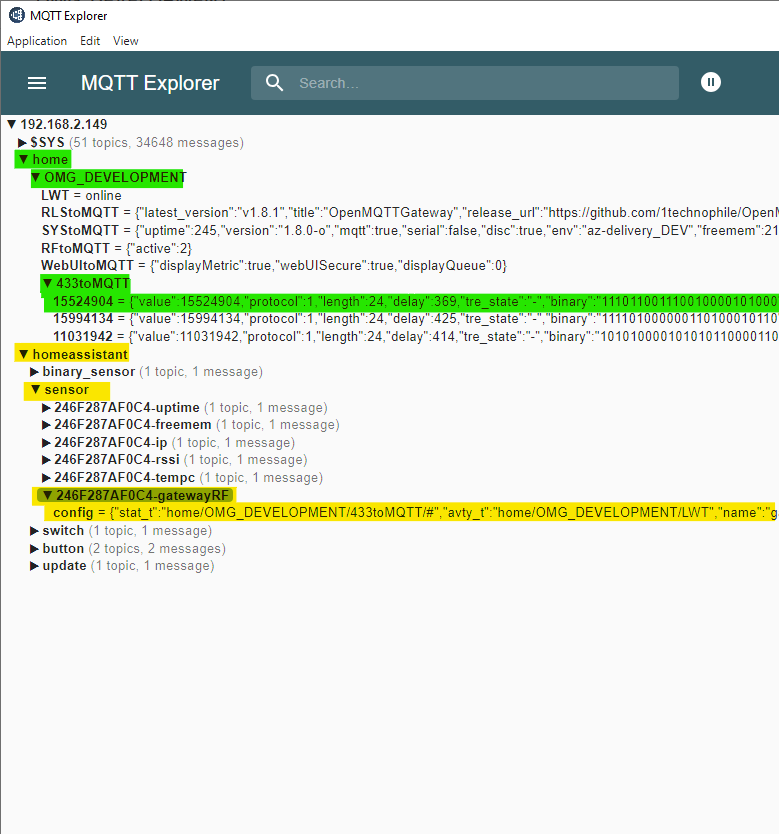 MQTT Explorer
Application Edit View
MQTT Explorer Search...
▼ 192.168.2.149
▶ $SYS (51 topics, 34648 messages)
▼ home
▼ OMG_DEVELOPMENT
LWT = online
RLStoMQTT = {"latest_version":"v1.8.1","title":"OpenMQTTGateway","release_url":"https://github.com/1technophile/OpenM
SYStoMQTT = {"uptime":245,"version":"1.8.0-o","mqtt":true,"serial":false,"disc":true,"env":"az-delivery_DEV","freemem":21
RFtoMQTT = {"active":2}
WebUItoMQTT = {"displayMetric":true,"webUISecure":true,"displayQueue":0}
▼ 433toMQTT
15524904 = {"value":15524904,"protocol":1,"length":24,"delay":369,"tre_state":"-","binary":"111011001110010000101000
15994134 = {"value":15994134,"protocol":1,"length":24,"delay":425,"tre_state":"-","binary":"111101000000110100010110
11031942 = {"value":11031942,"protocol":1,"length":24,"delay":414,"tre_state":"-","binary":"1010100001010101100001​10
▼ homeassistant
▶ binary_sensor (1 topic, 1 message)
▼ sensor
▶ 246F287AF0C4-uptime (1 topic, 1 message)
▶ 246F287AF0C4-freemem (1 topic, 1 message)
▶ 246F287AF0C4-ip (1 topic, 1 message)
▶ 246F287AF0C4-rssi (1 topic, 1 message)
▶ 246F287AF0C4-tempc (1 topic, 1 message)
▼ 246F287AF0C4-gatewayRF
config = {"stat_t":"home/OMG_DEVELOPMENT/433toMQTT/#","avty_t":"home/OMG_DEVELOPMENT/LWT","name":"ga
▶ switch (1 topic, 1 message)
▶ button (2 topics, 2 messages)
▶ update (1 topic, 1 message)